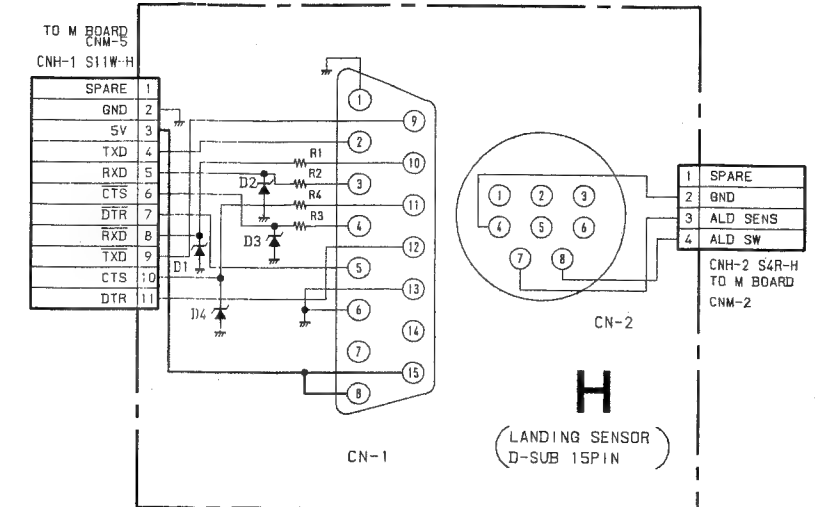 TO M BOARD
CNM-5
CNH-1 S11W-H
SPARE 1
GND 2
5V 3
TXD 4
RXD 5
C̅T̅S̅ 6
D̅T̅R̅ 7
R̅X̅D̅ 8
T̅X̅D̅ 9
CTS 10
DTR 11
D1
D2
D3
D4
R1
R2
R4
R3
1
2
3
4
5
6
7
8
9
10
11
12
13
14
15
CN-1
1 2 3
4 5 6
7 8
CN-2
1 SPARE
2 GND
3 ALD SENS
4 ALD SW
CNH-2 S4R-H
TO M BOARD
CNM-2
H
(LANDING SENSOR
D-SUB 15PIN)